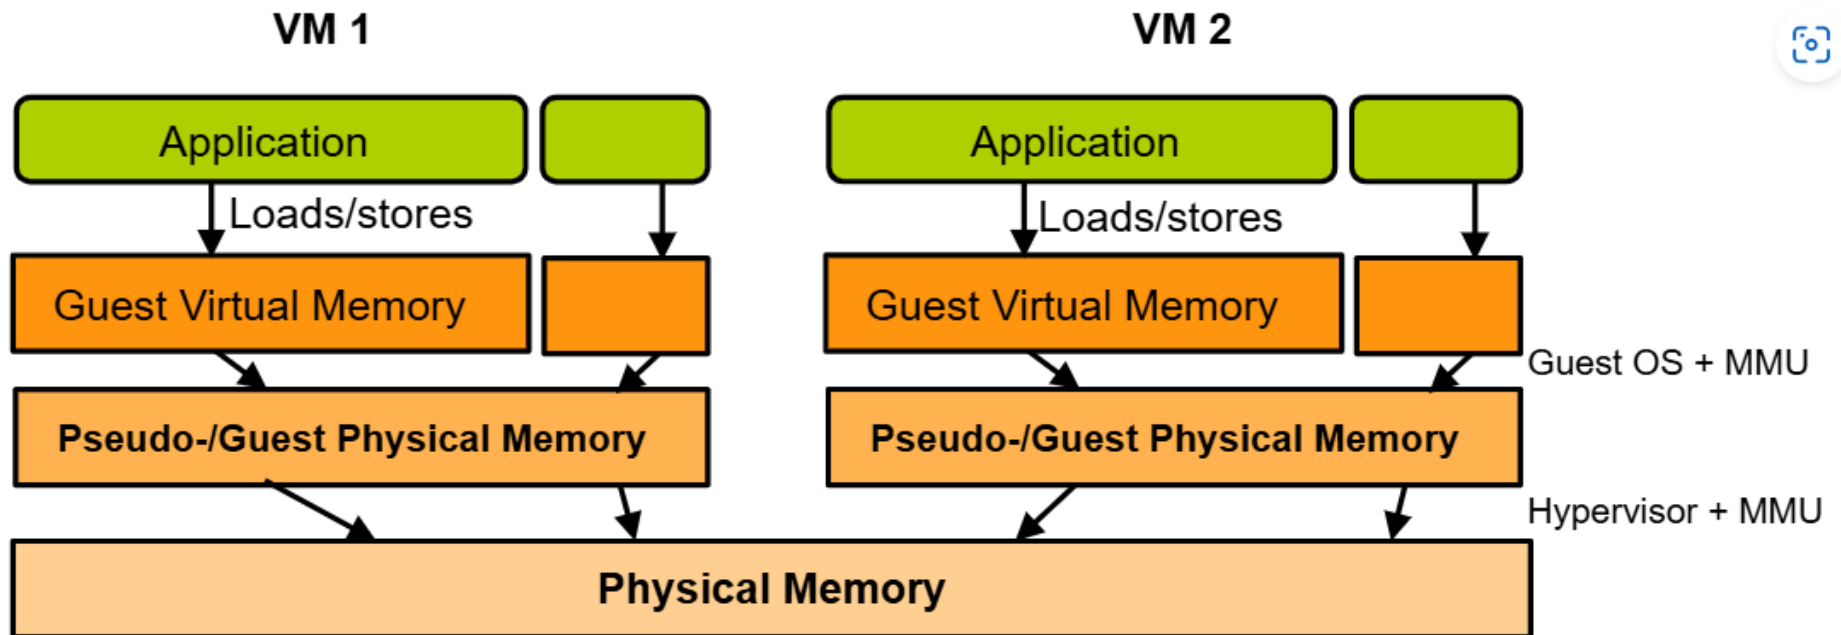 VM 1
VM 2
Application
Application
Loads/stores
Loads/stores
Guest Virtual Memory
Guest Virtual Memory
Guest OS + MMU
Pseudo-/Guest Physical Memory
Pseudo-/Guest Physical Memory
Hypervisor + MMU
Physical Memory